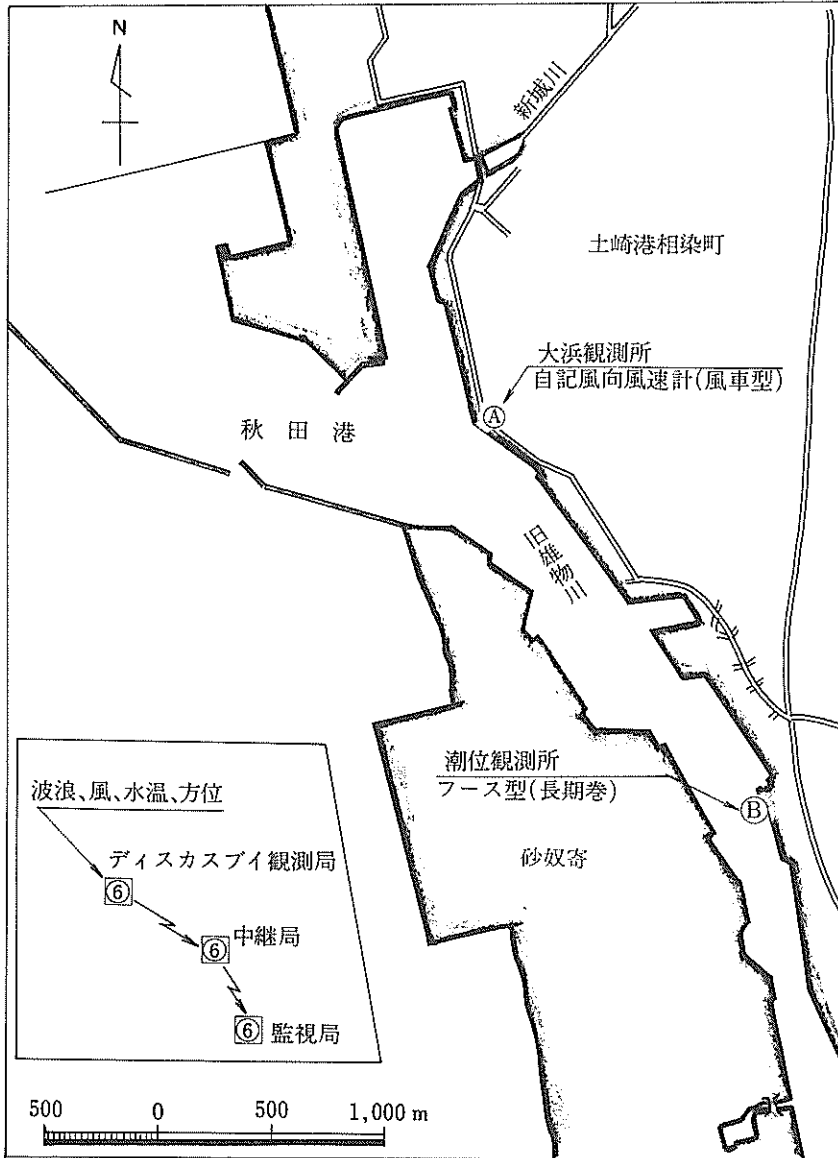 N
新城川
土崎港相染町
大浜観測所
自記風向風速計(風車型)
Ⓐ
秋田港
旧雄物川
潮位観測所
フース型(長期巻)
Ⓑ
砂奴寄
波浪、風、水温、方位
ディスカスブイ観測局
⑥
⑥中継局
⑥監視局
500 0 500 1,000 m